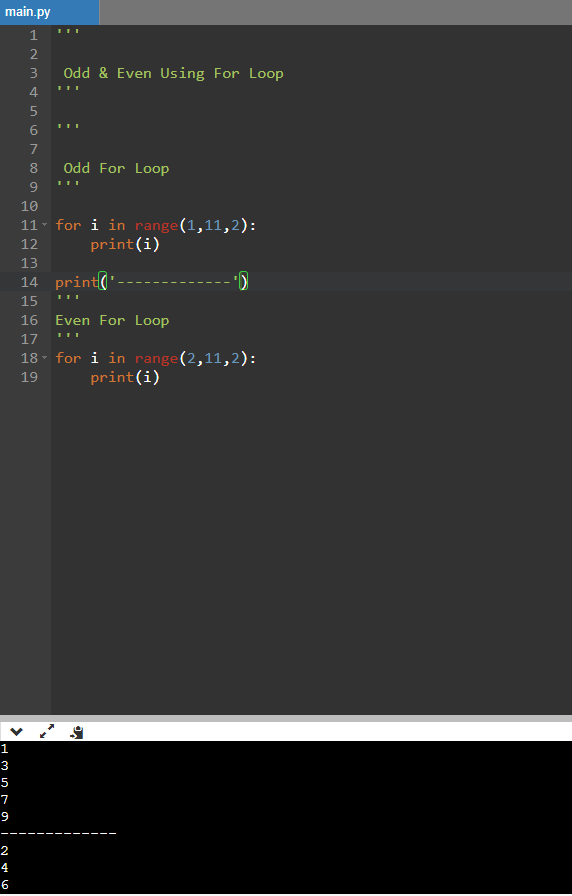 main.py
1 '''
2
3 Odd & Even Using For Loop
4 '''
5
6 '''
7
8 Odd For Loop
9 '''
10
11 for i in range(1,11,2):
12     print(i)
13
14 print('-------------')
15 '''
16 Even For Loop
17 '''
18 for i in range(2,11,2):
19     print(i)
1
3
5
7
9
-------------
2
4
6